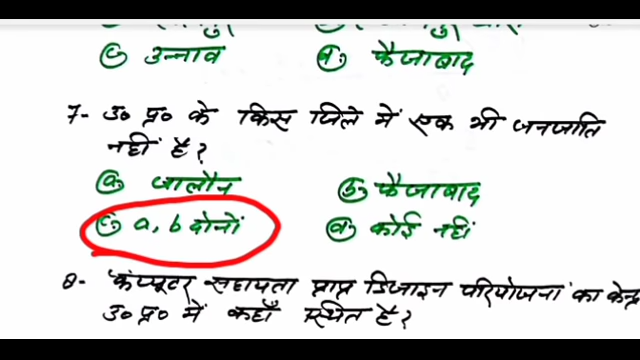 c. उन्नाव d. फैजाबाद
7- उ० प्र० के किस जिले में एक भी जनजाति
नहीं है?
a. जालौन b. फैजाबाद
c. a, b दोनों d. कोई नहीं
8- कंप्यूटर सहायता प्राप्त डिजाइन परियोजना का केन्द्र
उ० प्र० में कहाँ स्थित है?